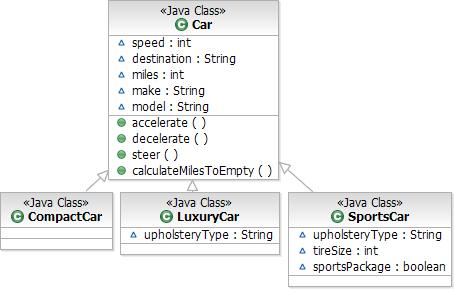 «Java Class»
Car
speed : int
destination : String
miles : int
make : String
model : String
accelerate ( )
decelerate ( )
steer ( )
calculateMilesToEmpty ( )
«Java Class»
CompactCar
«Java Class»
LuxuryCar
upholsteryType : String
«Java Class»
SportsCar
upholsteryType : String
tireSize : int
sportsPackage : boolean